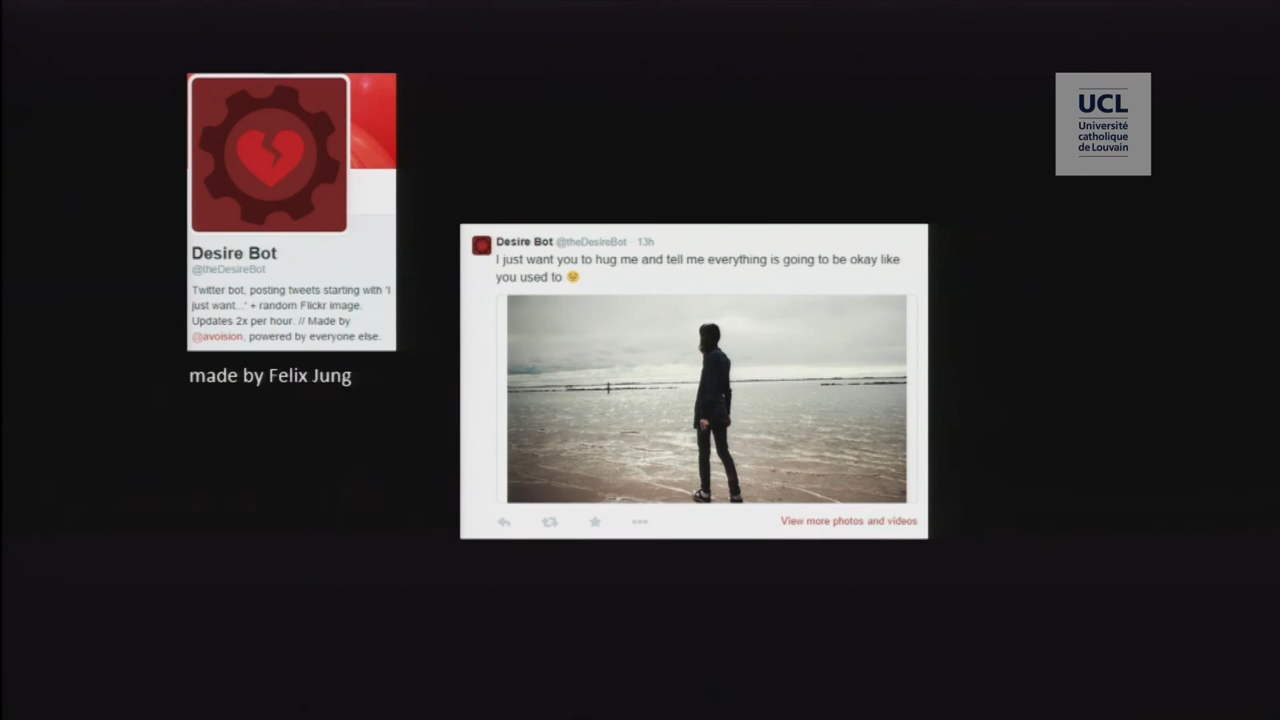 UCL
Université
catholique
de Louvain
Desire Bot
@theDesireBot
Twitter bot, posting tweets starting with 'I
just want...' + random Flickr image.
Updates 2x per hour. // Made by
@avoision, powered by everyone else.
made by Felix Jung
Desire Bot @theDesireBot · 13h
I just want you to hug me and tell me everything is going to be okay like
you used to 😔
View more photos and videos